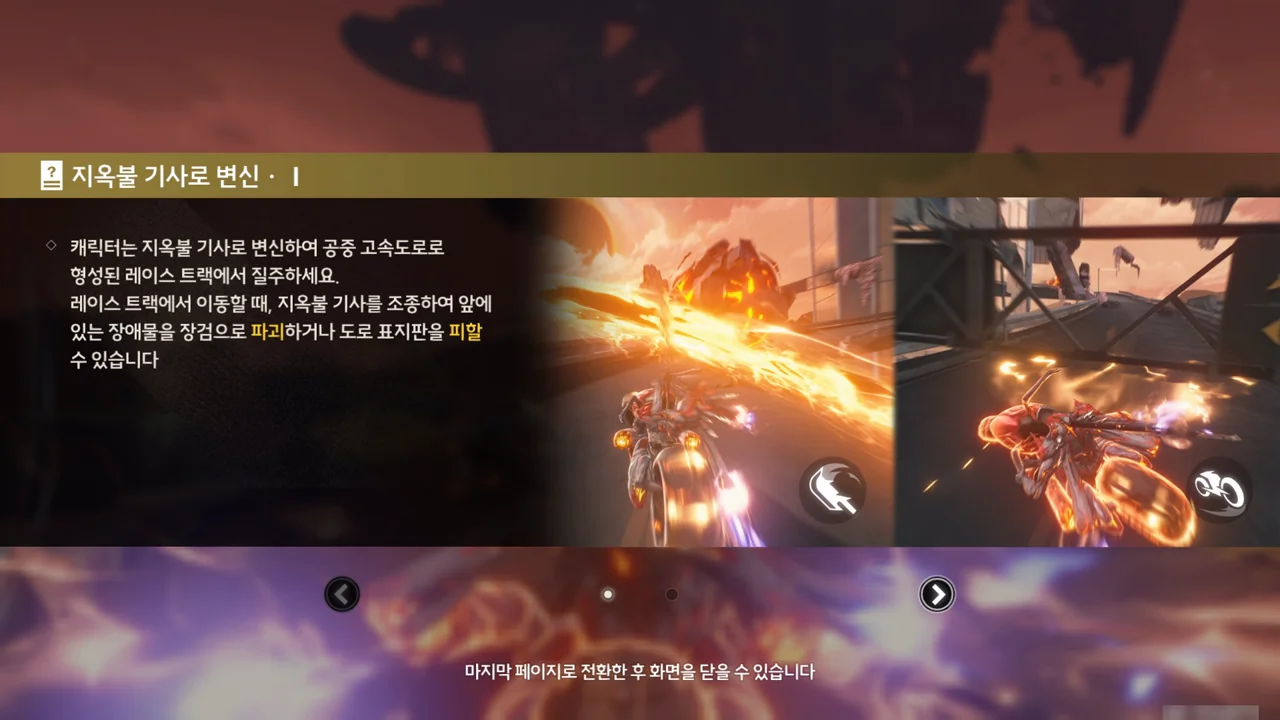 지옥불 기사로 변신 · I
캐릭터는 지옥불 기사로 변신하여 공중 고속도로로
형성된 레이스 트랙에서 질주하세요.
레이스 트랙에서 이동할 때, 지옥불 기사를 조종하여 앞에
있는 장애물을 장검으로 파괴하거나 도로 표지판을 피할
수 있습니다
마지막 페이지로 전환한 후 화면을 닫을 수 있습니다